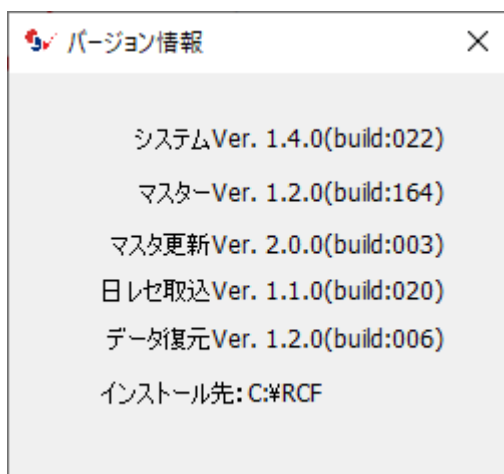 バージョン情報
システムVer. 1.4.0(build:022)
マスターVer. 1.2.0(build:164)
マスタ更新Ver. 2.0.0(build:003)
日レセ取込Ver. 1.1.0(build:020)
データ復元Ver. 1.2.0(build:006)
インストール先: C:¥RCF